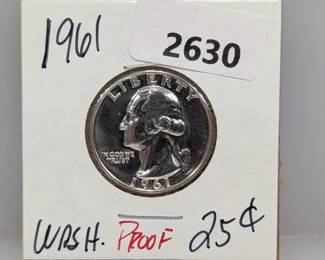 1961
2630
LIBERTY
IN GOD WE
TRUST
1961
WASH. PROOF 25¢